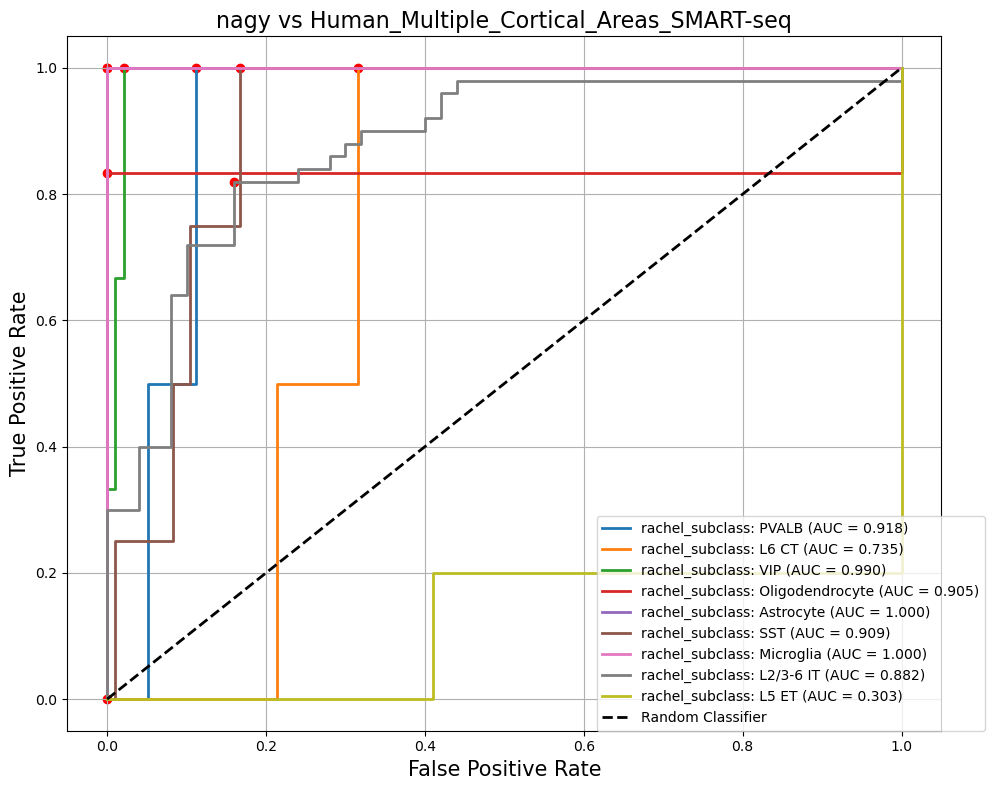 nagy vs Human_Multiple_Cortical_Areas_SMART-seq
1.0
0.8
0.6
0.4
0.2
0.0
True Positive Rate
rachel_subclass: PVALB (AUC = 0.918)
rachel_subclass: L6 CT (AUC = 0.735)
rachel_subclass: VIP (AUC = 0.990)
rachel_subclass: Oligodendrocyte (AUC = 0.905)
rachel_subclass: Astrocyte (AUC = 1.000)
rachel_subclass: SST (AUC = 0.909)
rachel_subclass: Microglia (AUC = 1.000)
rachel_subclass: L2/3-6 IT (AUC = 0.882)
rachel_subclass: L5 ET (AUC = 0.303)
Random Classifier
0.0 0.2 0.4 0.6 0.8 1.0
False Positive Rate